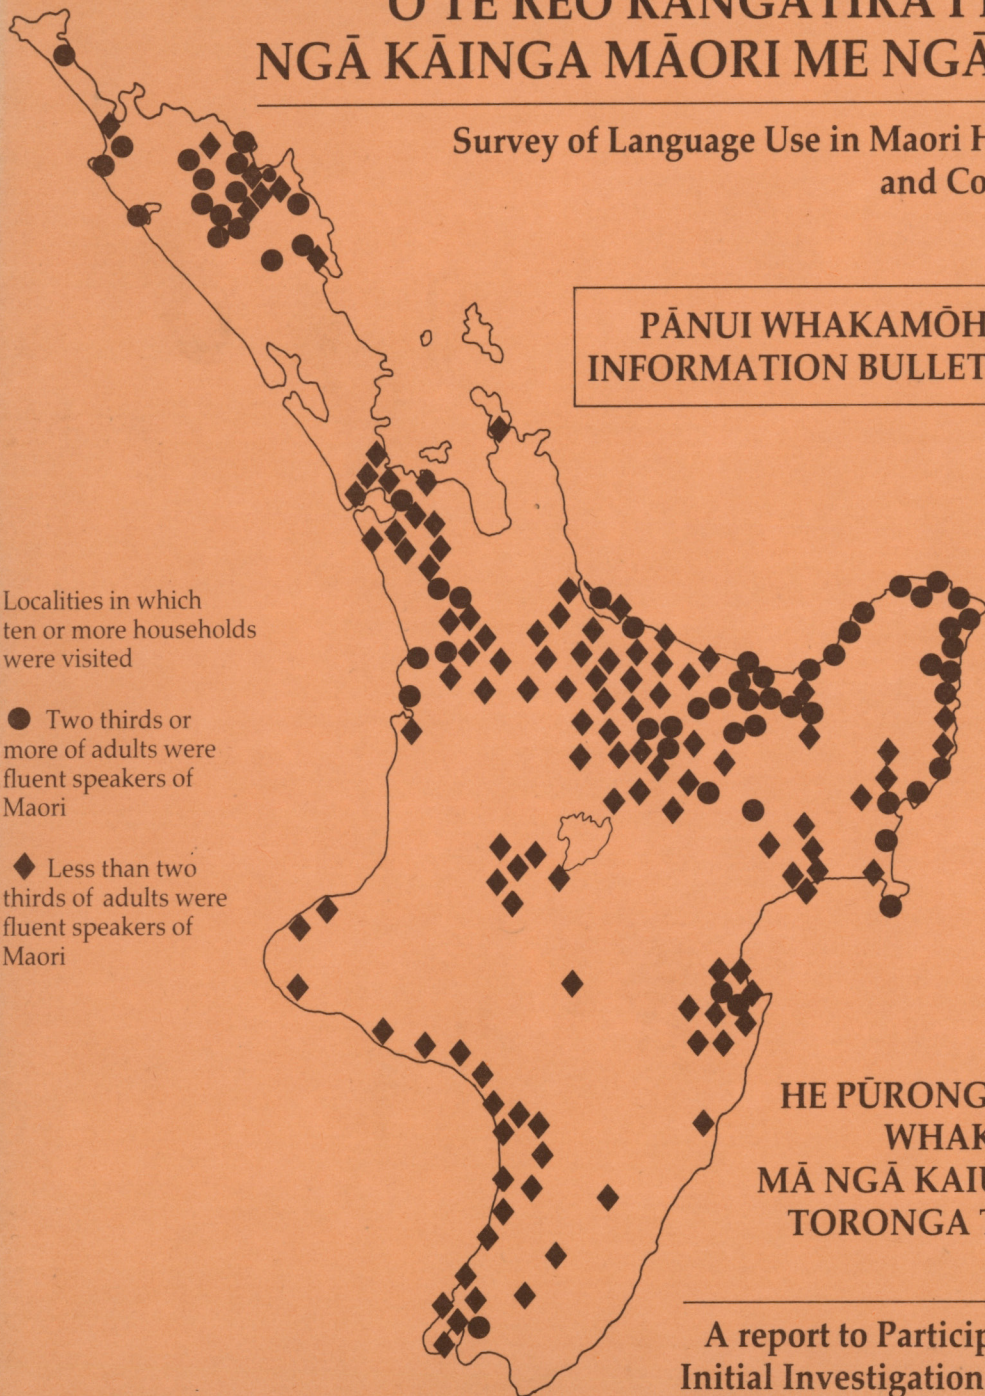 O TE REO RANGATIRA I
NGĀ KĀINGA MĀORI ME NGĀ
Survey of Language Use in Maori H
and Co
PĀNUI WHAKAMŌH
INFORMATION BULLET
Localities in which
ten or more households
were visited
● Two thirds or
more of adults were
fluent speakers of
Maori
◆ Less than two
thirds of adults were
fluent speakers of
Maori
HE PŪRONG
WHAK
MĀ NGĀ KAIU
TORONGA T
A report to Particip
Initial Investigation